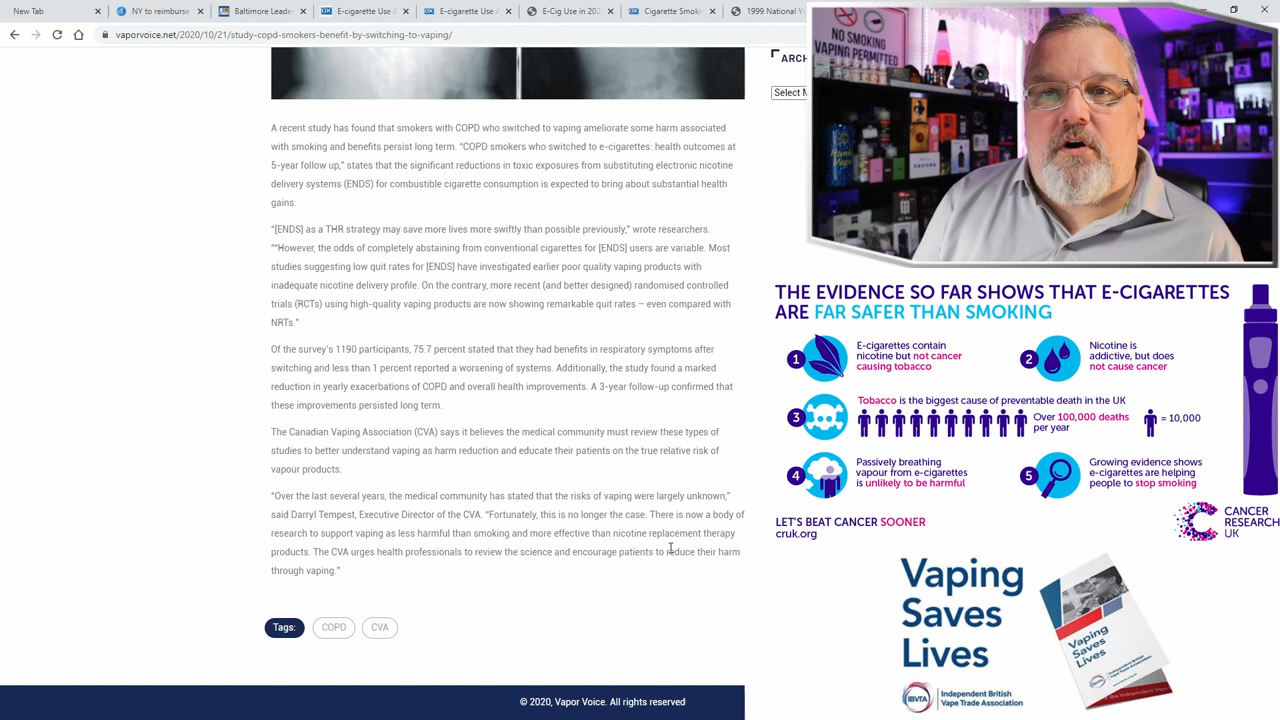 New Tab
NY to reimburse
Baltimore Leade
E-cigarette Use A
E-cigarette Use A
E-Cig Use in 202
Cigarette Smokin
1999 National Yo
vaporvoice.net/2020/10/21/study-copd-smokers-benefit-by-switching-to-vaping/
ARCH
Select M
NO SMOKING
VAPING PERMITTED
A recent study has found that smokers with COPD who switched to vaping ameliorate some harm associated
with smoking and benefits persist long term. “COPD smokers who switched to e-cigarettes: health outcomes at
5-year follow up,” states that the significant reductions in toxic exposures from substituting electronic nicotine
delivery systems (ENDS) for combustible cigarette consumption is expected to bring about substantial health
gains.
“[ENDS] as a THR strategy may save more lives more swiftly than possible previously,” wrote researchers.
““However, the odds of completely abstaining from conventional cigarettes for [ENDS] users are variable. Most
studies suggesting low quit rates for [ENDS] have investigated earlier poor quality vaping products with
inadequate nicotine delivery profile. On the contrary, more recent (and better designed) randomised controlled
trials (RCTs) using high-quality vaping products are now showing remarkable quit rates – even compared with
NRTs.”
Of the survey’s 1190 participants, 75.7 percent stated that they had benefits in respiratory symptoms after
switching and less than 1 percent reported a worsening of systems. Additionally, the study found a marked
reduction in yearly exacerbations of COPD and overall health improvements. A 3-year follow-up confirmed that
these improvements persisted long term.
The Canadian Vaping Association (CVA) says it believes the medical community must review these types of
studies to better understand vaping as harm reduction and educate their patients on the true relative risk of
vapour products.
“Over the last several years, the medical community has stated that the risks of vaping were largely unknown,”
said Darryl Tempest, Executive Director of the CVA. “Fortunately, this is no longer the case. There is now a body of
research to support vaping as less harmful than smoking and more effective than nicotine replacement therapy
products. The CVA urges health professionals to review the science and encourage patients to reduce their harm
through vaping.”
Tags:
COPD
CVA
© 2020, Vapor Voice. All rights reserved
THE EVIDENCE SO FAR SHOWS THAT E-CIGARETTES
ARE FAR SAFER THAN SMOKING
1
E-cigarettes contain
nicotine but not cancer
causing tobacco
2
Nicotine is
addictive, but does
not cause cancer
3
Tobacco is the biggest cause of preventable death in the UK
Over 100,000 deaths
per year
= 10,000
4
Passively breathing
vapour from e-cigarettes
is unlikely to be harmful
5
Growing evidence shows
e-cigarettes are helping
people to stop smoking
LET’S BEAT CANCER SOONER
cruk.org
CANCER
RESEARCH
UK
Vaping
Saves
Lives
IBVTA
Independent British
Vape Trade Association
Vaping
Saves
Lives